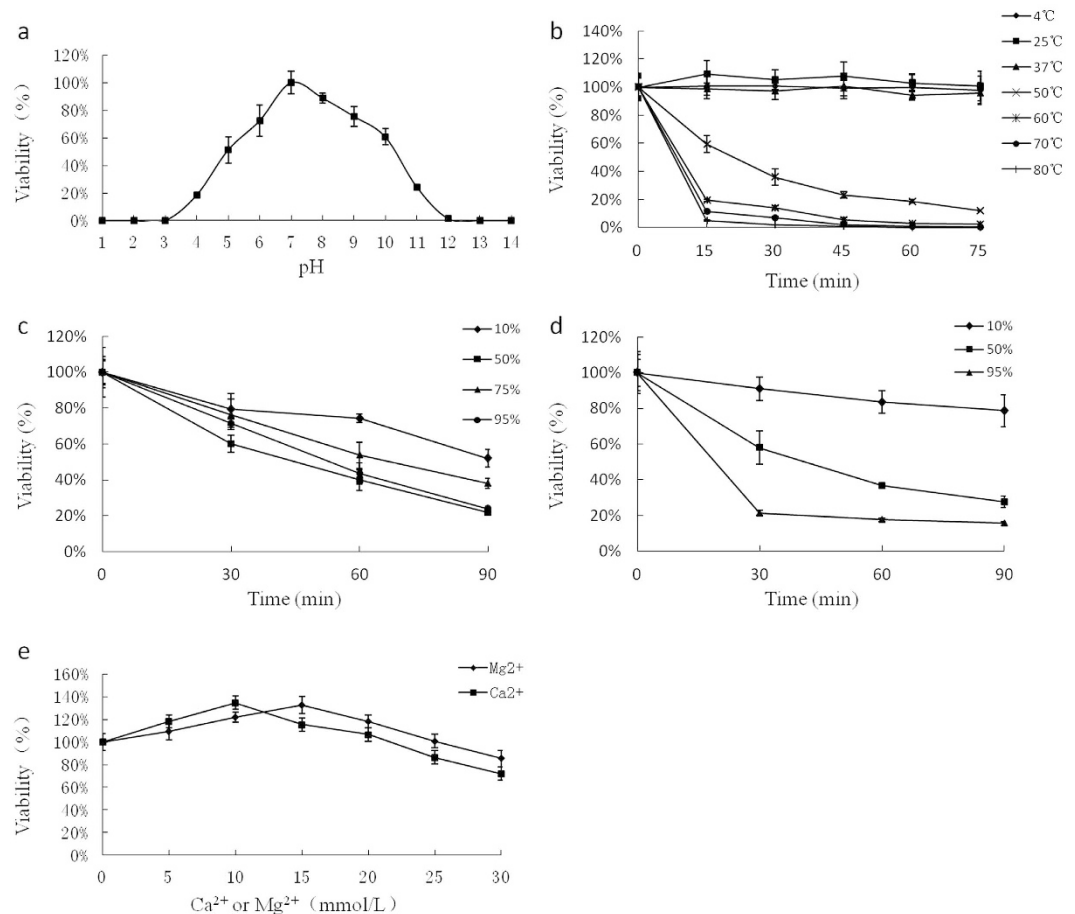 a
120%
100%
80%
60%
40%
20%
0%
Viability (%)
1 2 3 4 5 6 7 8 9 10 11 12 13 14
pH
b
140%
120%
100%
80%
60%
40%
20%
0%
Viability (%)
0 15 30 45 60 75
Time (min)
4℃
25℃
37℃
50℃
60℃
70℃
80℃
c
120%
100%
80%
60%
40%
20%
0%
Viability (%)
0 30 60 90
Time (min)
10%
50%
75%
95%
d
120%
100%
80%
60%
40%
20%
0%
Viability (%)
0 30 60 90
Time (min)
10%
50%
95%
e
160%
140%
120%
100%
80%
60%
40%
20%
0%
Viability (%)
0 5 10 15 20 25 30
Ca²⁺ or Mg²⁺ (mmol/L)
Mg2+
Ca2+